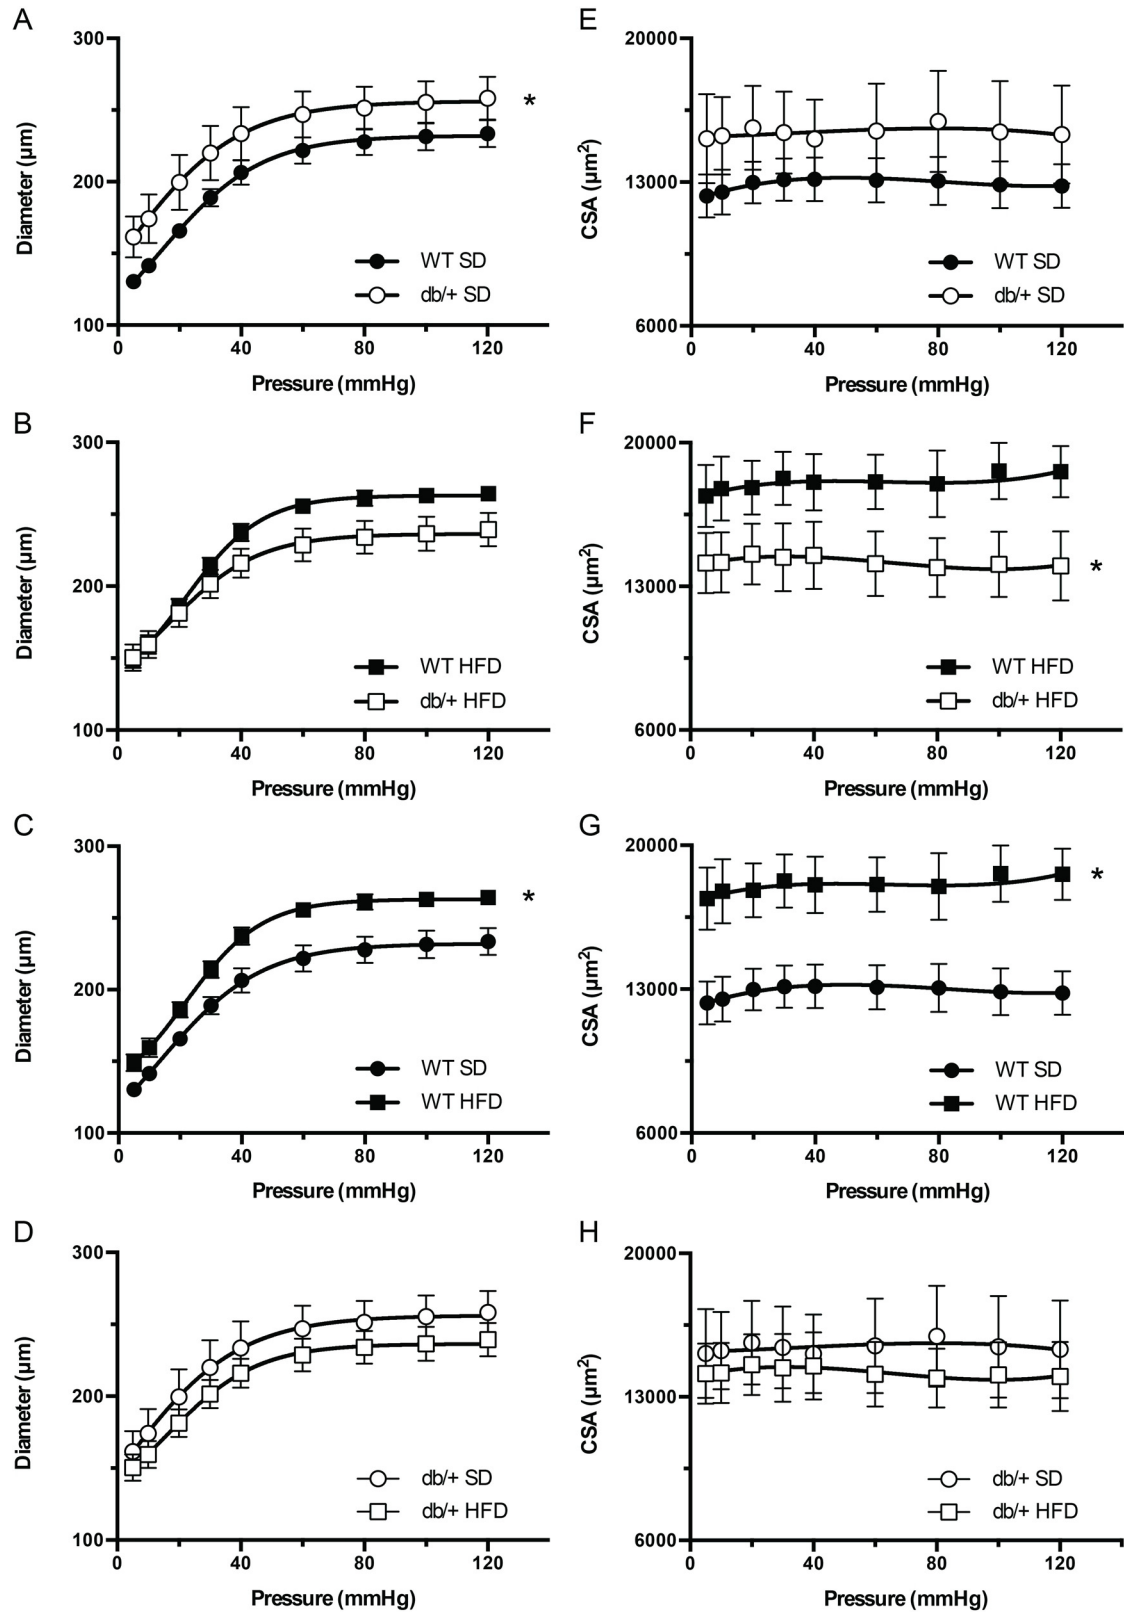 A
300
200
100
Diameter (µm)
*
WT SD
db/+ SD
0 40 80 120
Pressure (mmHg)
E
20000
13000
6000
CSA (µm²)
WT SD
db/+ SD
0 40 80 120
Pressure (mmHg)
B
300
200
100
Diameter (µm)
WT HFD
db/+ HFD
0 40 80 120
Pressure (mmHg)
F
20000
13000
6000
CSA (µm²)
*
WT HFD
db/+ HFD
0 40 80 120
Pressure (mmHg)
C
300
200
100
Diameter (µm)
*
WT SD
WT HFD
0 40 80 120
Pressure (mmHg)
G
20000
13000
6000
CSA (µm²)
*
WT SD
WT HFD
0 40 80 120
Pressure (mmHg)
D
300
200
100
Diameter (µm)
db/+ SD
db/+ HFD
0 40 80 120
Pressure (mmHg)
H
20000
13000
6000
CSA (µm²)
db/+ SD
db/+ HFD
0 40 80 120
Pressure (mmHg)